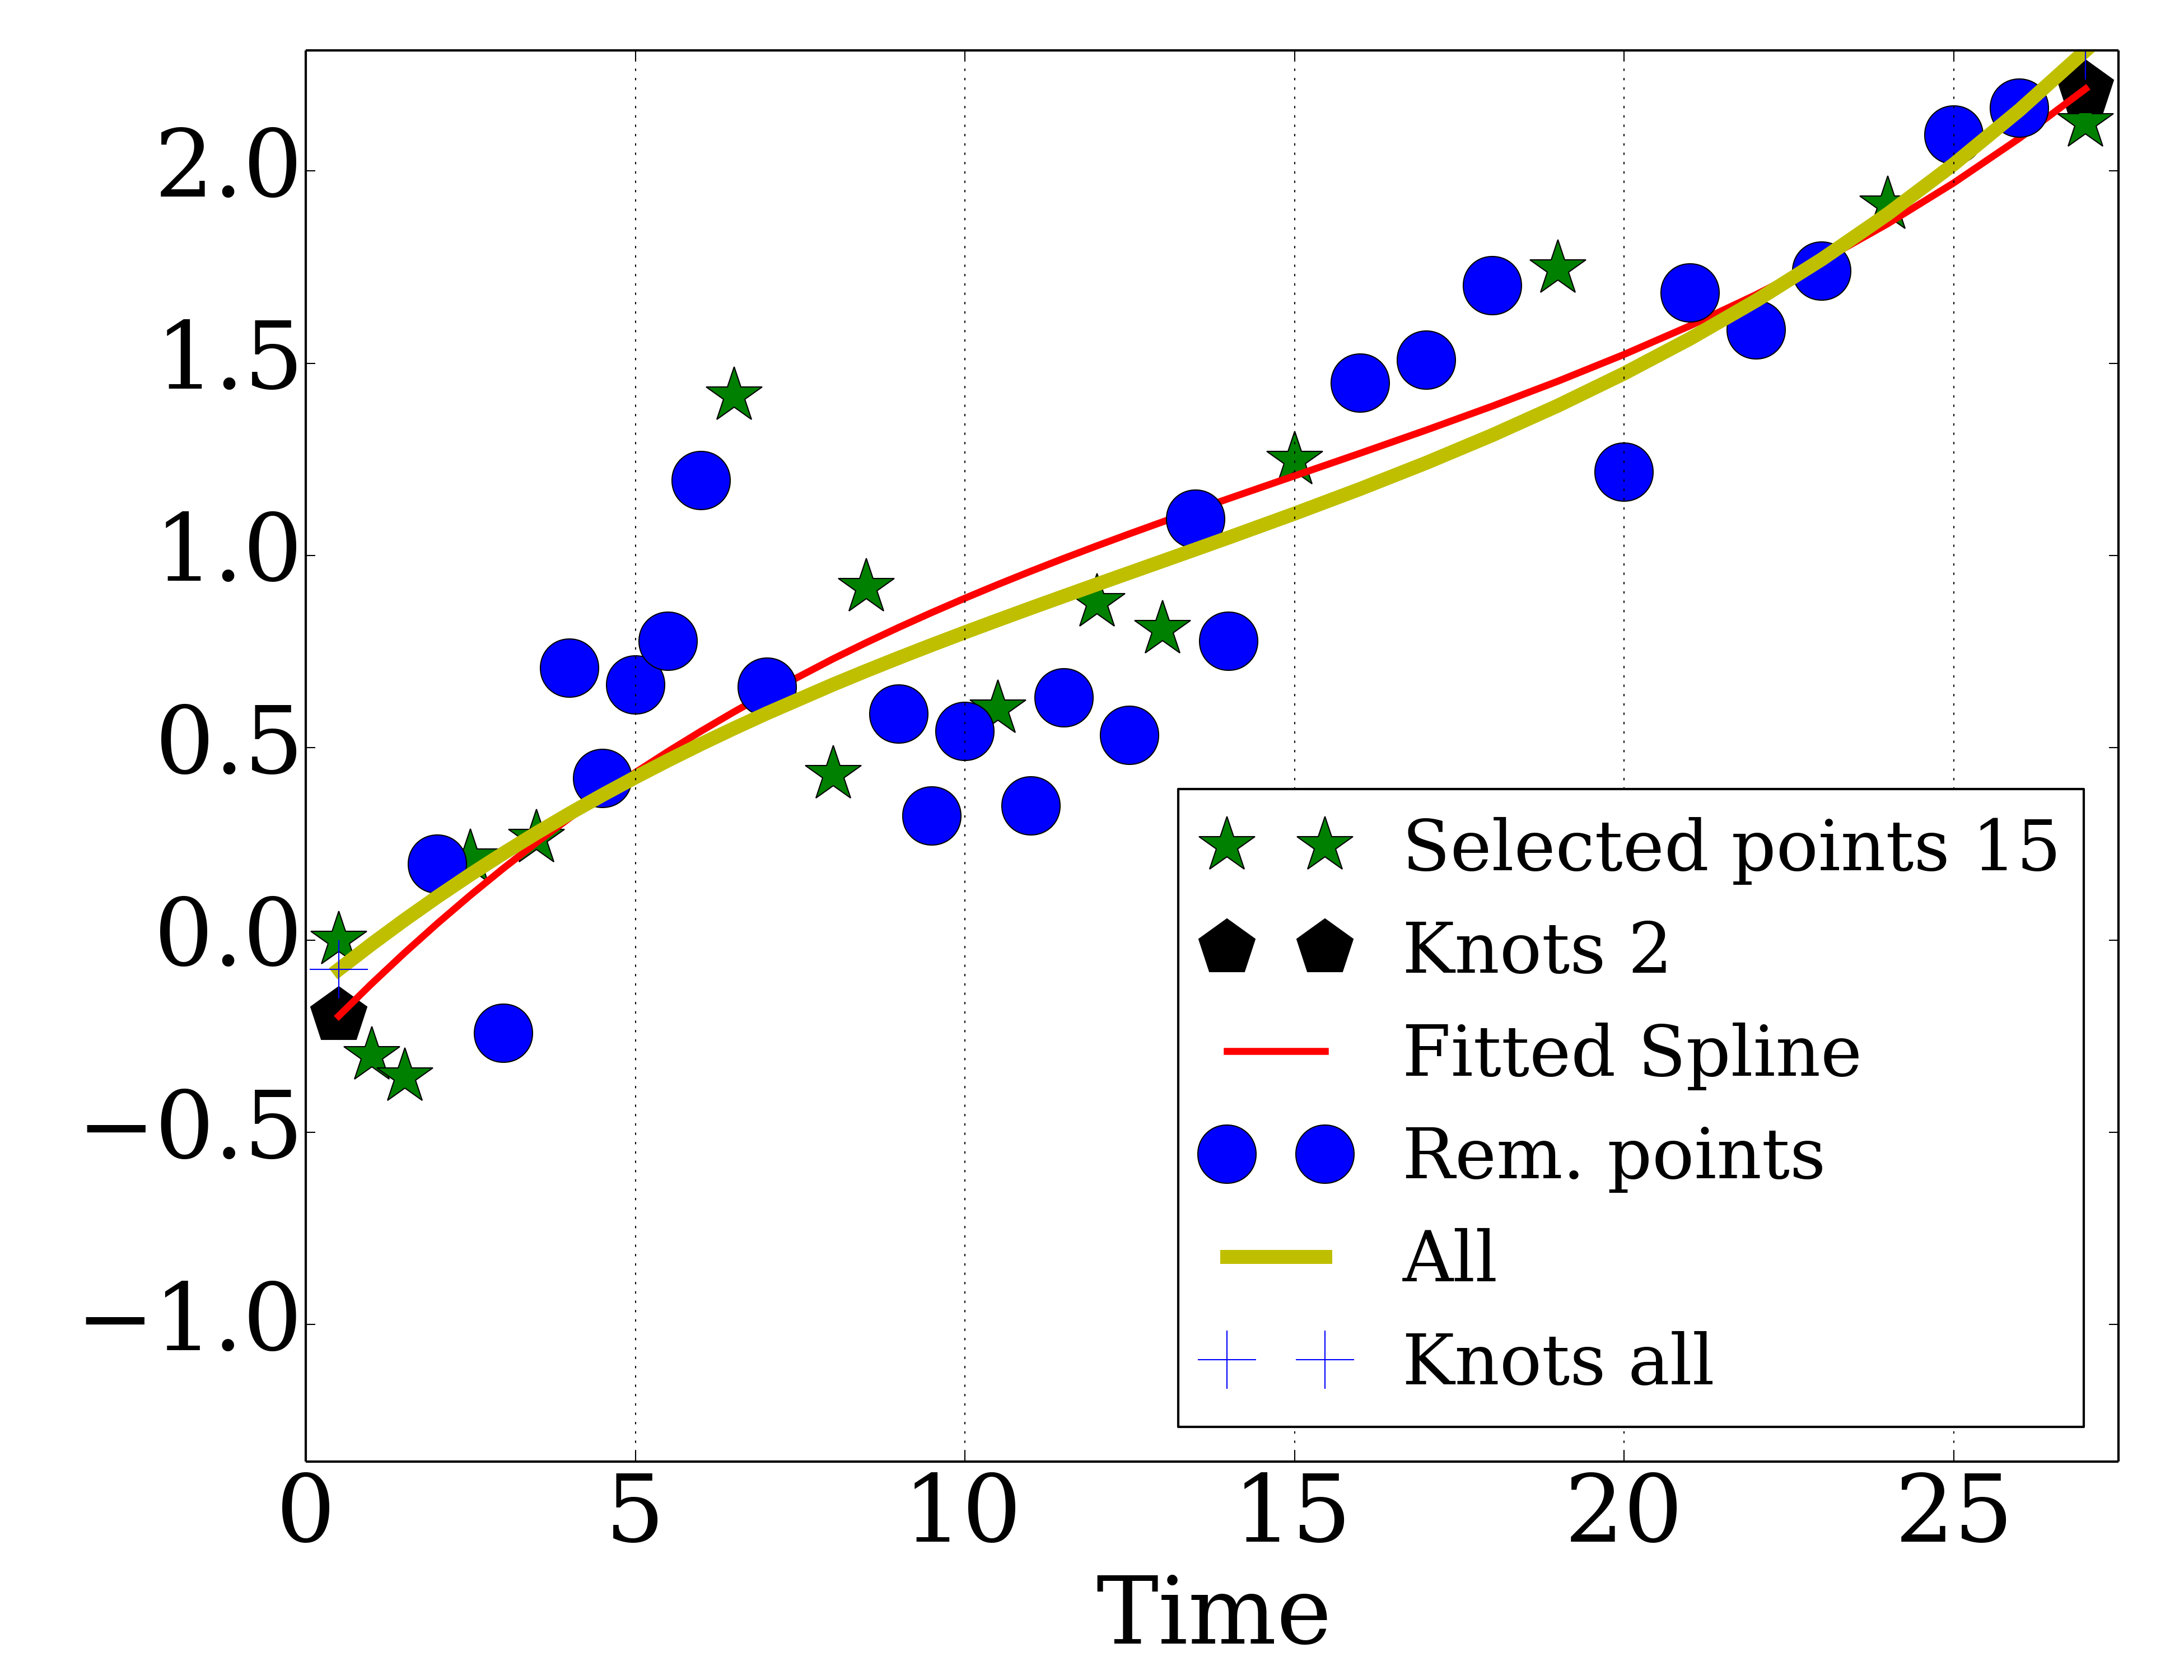 2.0
1.5
1.0
0.5
0.0
−0.5
−1.0
0 5 10 15 20 25
Time
Selected points 15
Knots 2
Fitted Spline
Rem. points
All
Knots all